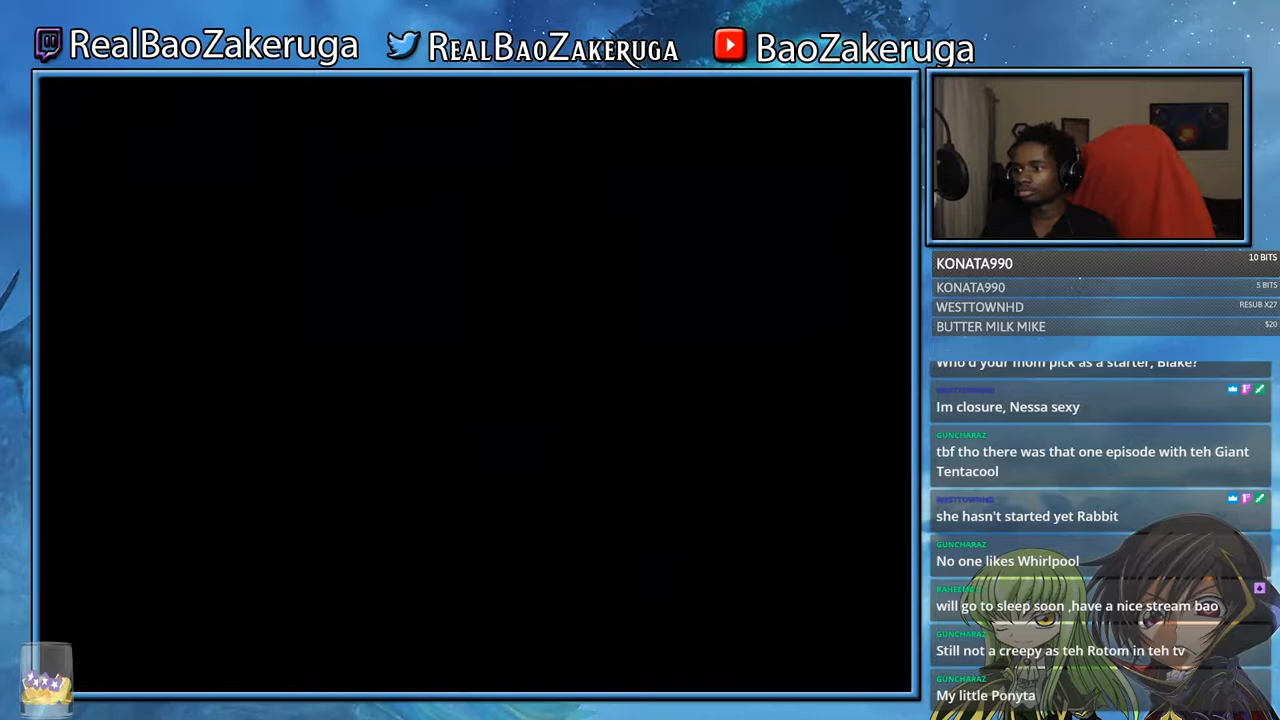 RealBaoZakeruga RealBaoZakeruga BaoZakeruga
KONATA990 10 BITS
KONATA990 5 BITS
WESTTOWNHD RESUB X27
BUTTER MILK MIKE $20
Who'd your mom pick as a starter, Blake?
WESTTOWNHD
Im closure, Nessa sexy
GUNCHARAZ
tbf tho there was that one episode with teh Giant
Tentacool
WESTTOWNHD
she hasn't started yet Rabbit
GUNCHARAZ
No one likes Whirlpool
will go to sleep soon ,have a nice stream bao
GUNCHARAZ
Still not a creepy as teh Rotom in teh tv
GUNCHARAZ
My little Ponyta